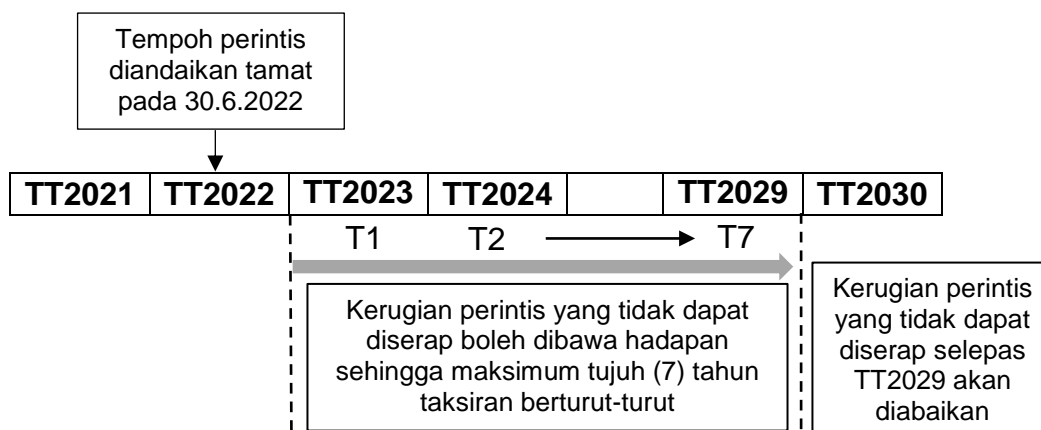 Tempoh perintis
diandaikan tamat
pada 30.6.2022
TT2021 TT2022 TT2023 TT2024 TT2029 TT2030
T1 T2 T7
Kerugian perintis yang tidak dapat
diserap boleh dibawa hadapan
sehingga maksimum tujuh (7) tahun
taksiran berturut-turut
Kerugian perintis
yang tidak dapat
diserap selepas
TT2029 akan
diabaikan